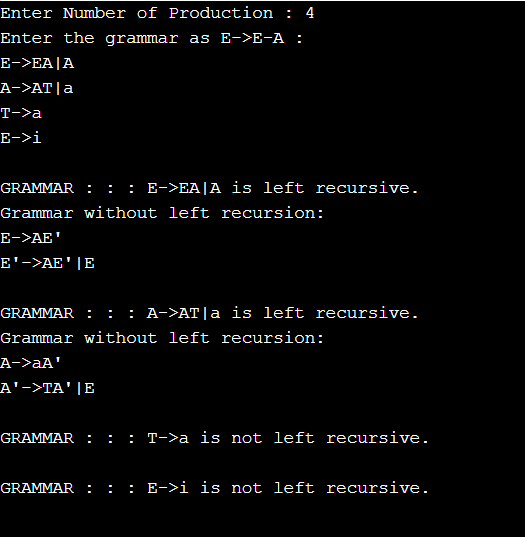 Enter Number of Production : 4
Enter the grammar as E->E-A :
E->EA|A
A->AT|a
T->a
E->i
GRAMMAR : : : E->EA|A is left recursive.
Grammar without left recursion:
E->AE'
E'->AE'|E
GRAMMAR : : : A->AT|a is left recursive.
Grammar without left recursion:
A->aA'
A'->TA'|E
GRAMMAR : : : T->a is not left recursive.
GRAMMAR : : : E->i is not left recursive.